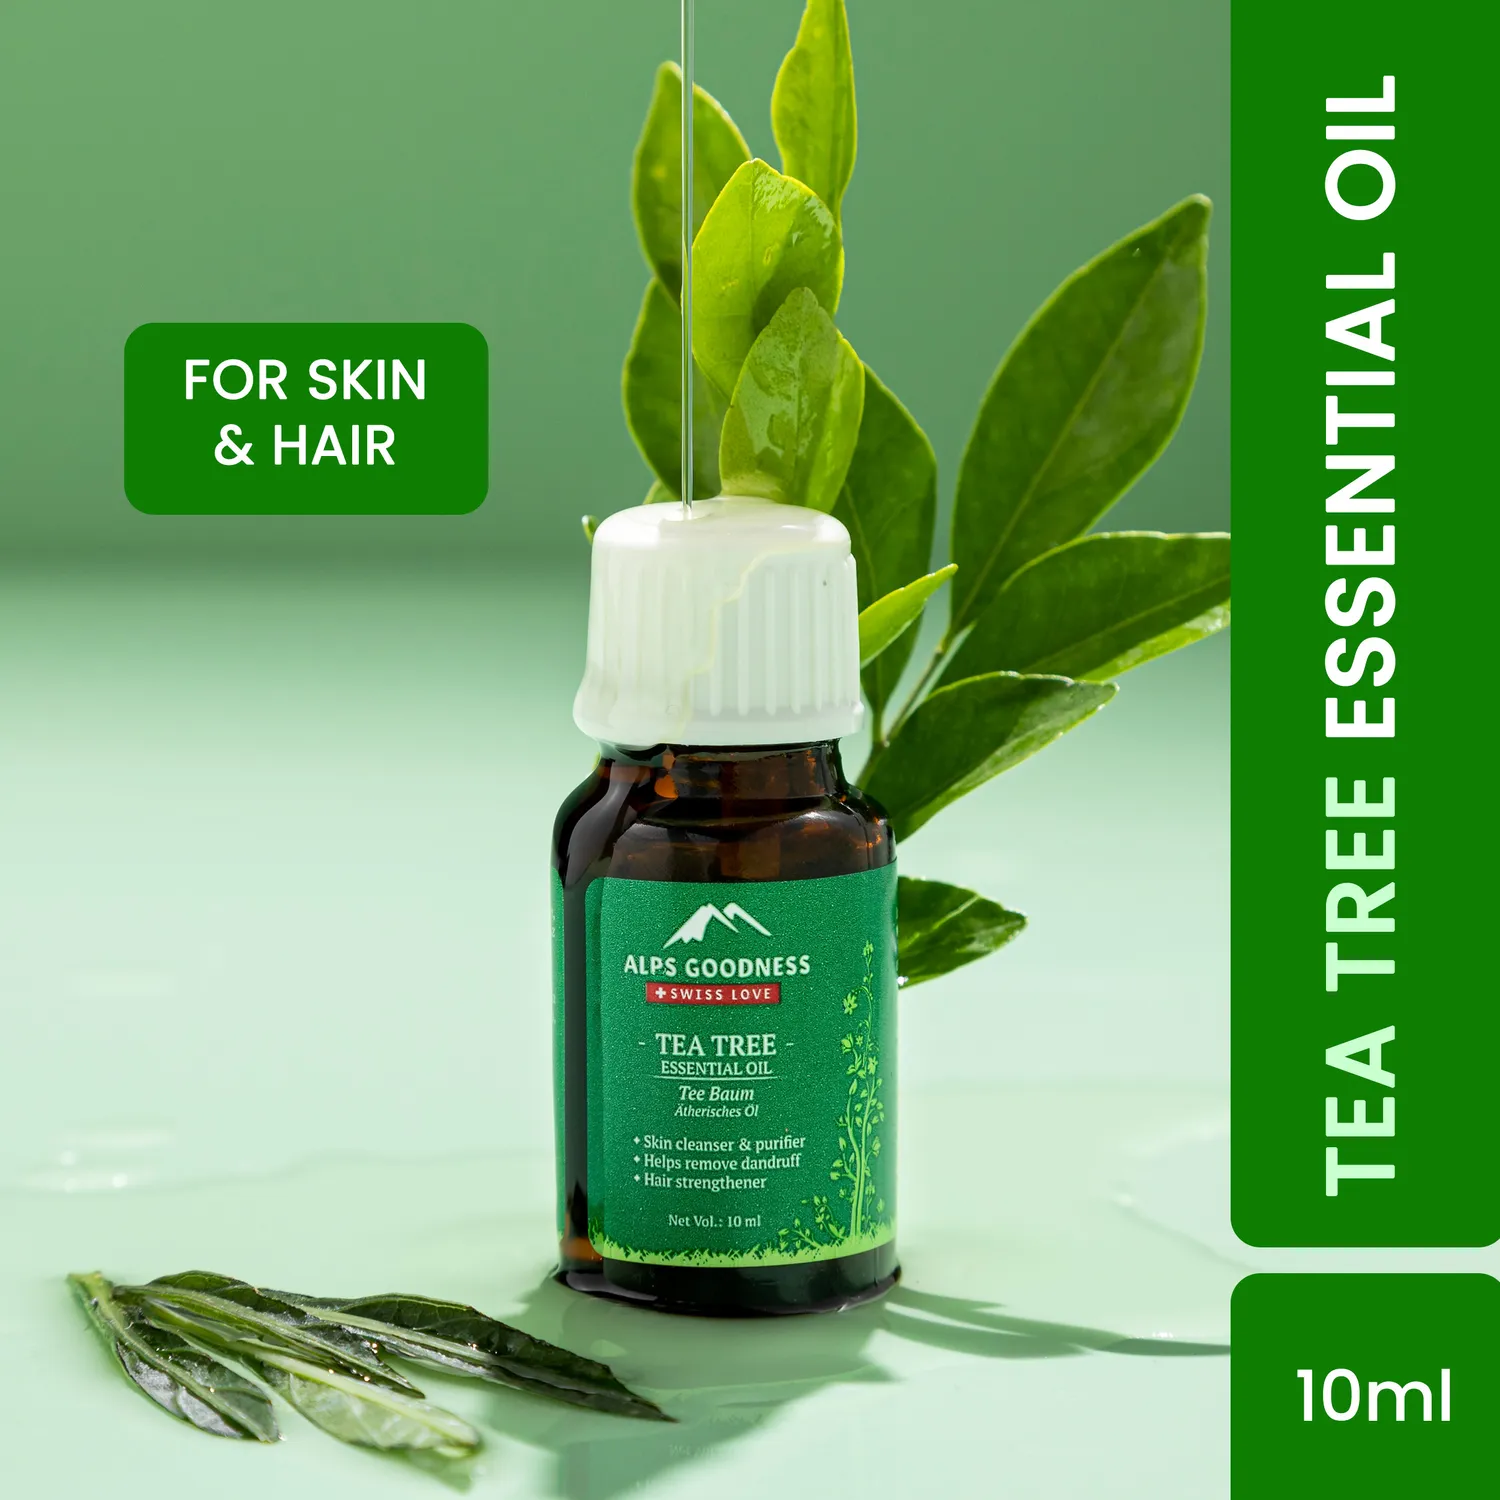 FOR SKIN
& HAIR
ALPS GOODNESS
SWISS LOVE
- TEA TREE -
ESSENTIAL OIL
Tee Baum
Ätherisches Öl
Skin cleanser & purifier
Helps remove dandruff
Hair strengthener
Net Vol.: 10 ml
TEA TREE ESSENTIAL OIL
10ml